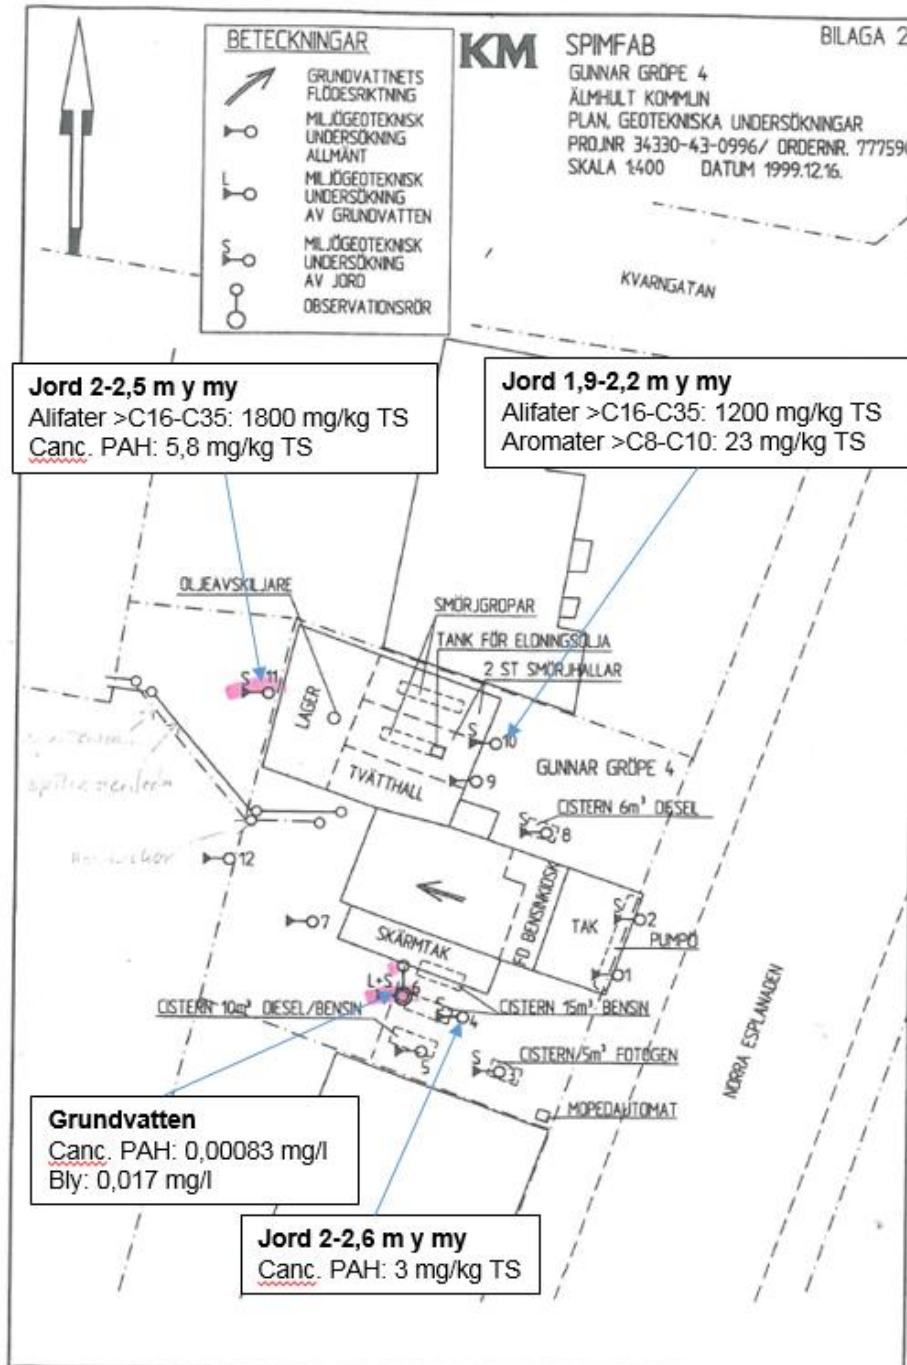 BETECKNINGAR
GRUNDVATTNETS
FLÖDESRIKTNING
MILJÖGEOTEKNISK
UNDERSÖKNING
ALLMÄNT
L
MILJÖGEOTEKNISK
UNDERSÖKNING
AV GRUNDVATTEN
S
MILJÖGEOTEKNISK
UNDERSÖKNING
AV JORD
OBSERVATIONSRÖR
KM
SPIMFAB
BILAGA 2
GUNNAR GRÖPE 4
ÄLMHULT KOMMUN
PLAN, GEOTEKNISKA UNDERSÖKNINGAR
PROJNR 34330-43-0996/ ORDERNR. 777590
SKALA 1:400 DATUM 1999.12.16.
KVARNGATAN
Jord 2-2,5 m y my
Alifater >C16-C35: 1800 mg/kg TS
Canc. PAH: 5,8 mg/kg TS
Jord 1,9-2,2 m y my
Alifater >C16-C35: 1200 mg/kg TS
Aromater >C8-C10: 23 mg/kg TS
OLJEAVSKILJARE
SMÖRJGROPAR
TANK FÖR ELDNINGSOLJA
2 ST SMÖRJHALLAR
S 11
LAGER
S
10
GUNNAR GRÖPE 4
9
TVÄTTHALL
CISTERN 6m³ DIESEL
S
8
12
7
SKÄRMTAK
FD BENSINKIOSK
TAK
S
2
PUMPÖ
1
L+S
6
CISTERN 10m³ DIESEL/BENSIN
CISTERN 15m³ BENSIN
S
4
S
CISTERN/5m³ FOTOGEN
S
3
MOPEDAUTOMAT
NORRA ESPLANADEN
Grundvatten
Canc. PAH: 0,00083 mg/l
Bly: 0,017 mg/l
Jord 2-2,6 m y my
Canc. PAH: 3 mg/kg TS